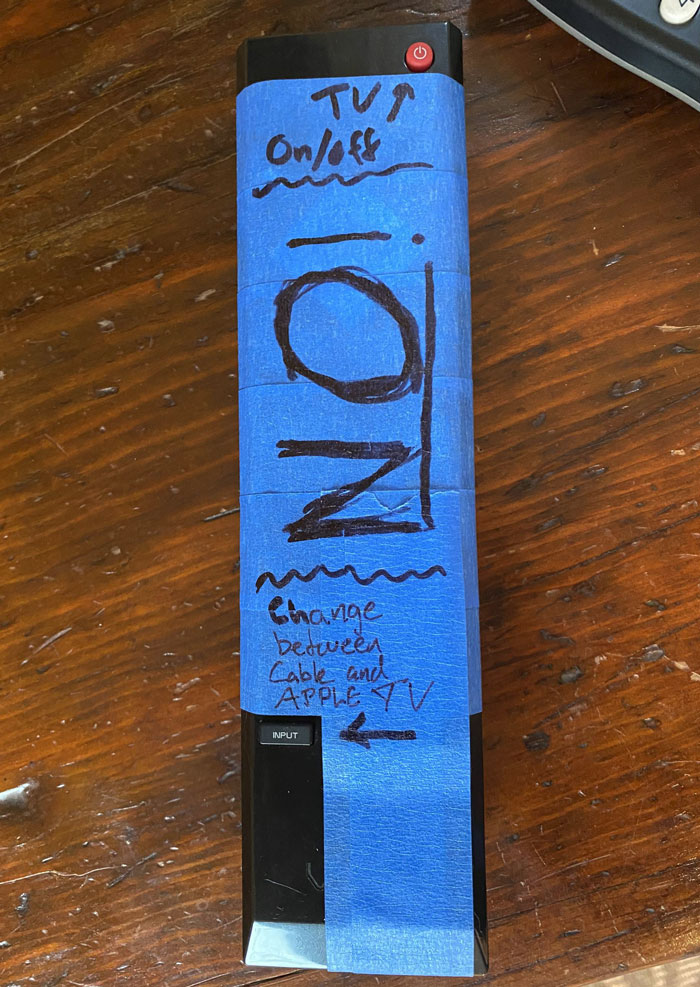 TV↑
On/off
NO!
Change
between
Cable and
APPLE TV
INPUT ←